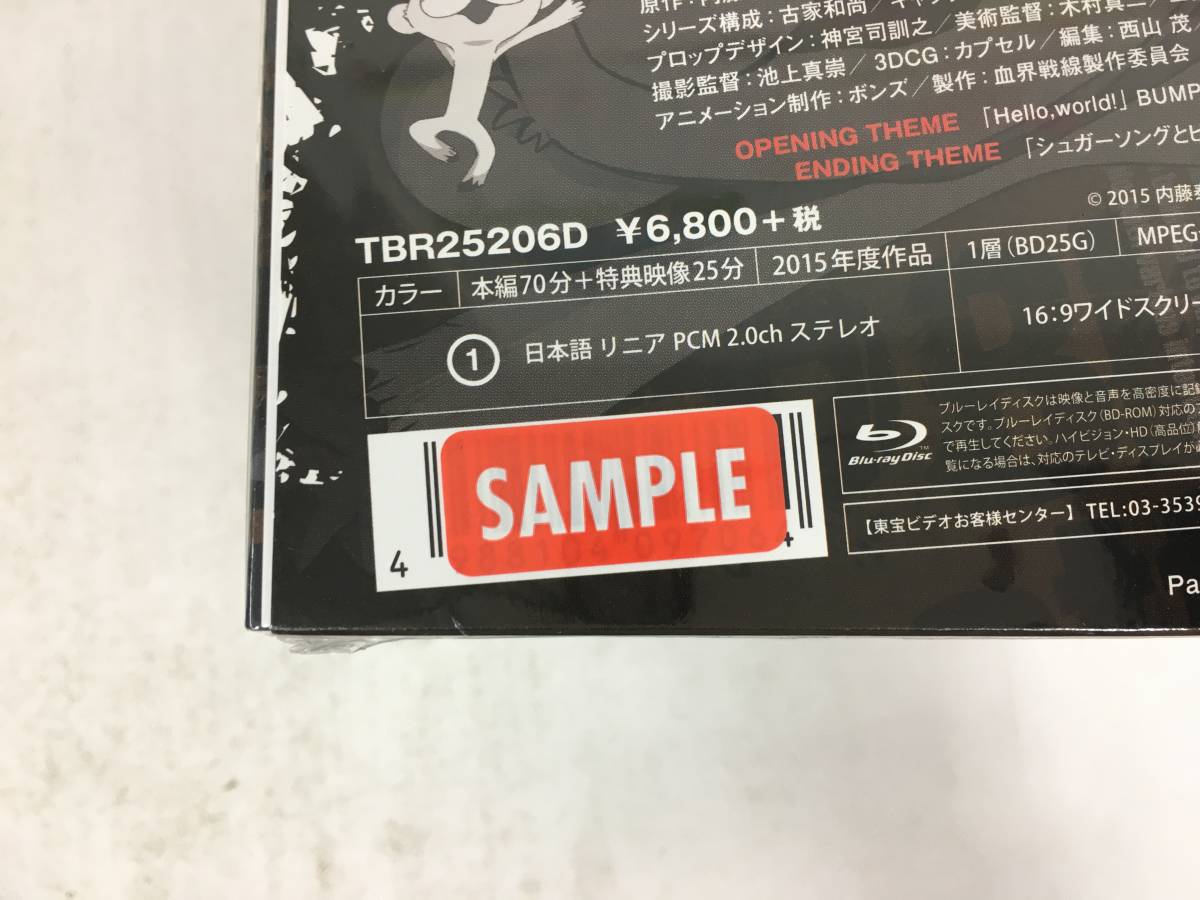 シリーズ構成：古家和尚／キャラ
プロップデザイン：神宮司訓之／美術監督：木村真二
撮影監督：池上真崇／3DCG：カプセル／編集：西山 茂
アニメーション制作：ボンズ／製作：血界戦線製作委員会
OPENING THEME 「Hello,world!」 BUMP
ENDING THEME 「シュガーソングとビ
© 2015 内藤
TBR25206D ¥6,800＋税
カラー 本編70分＋特典映像25分 2015年度作品 1層（BD25G） MPEG-
① 日本語 リニア PCM 2.0ch ステレオ 16：9ワイドスクリー
ブルーレイディスクは映像と音声を高密度に記録
スクです。ブルーレイディスク（BD-ROM）対応の
で再生してください。ハイビジョン・HD（高品位）
覧になる場合は、対応のテレビ・ディスプレイが
Blu-ray Disc
SAMPLE
4 988104 097064
【東宝ビデオお客様センター】 TEL：03-3539
Pa